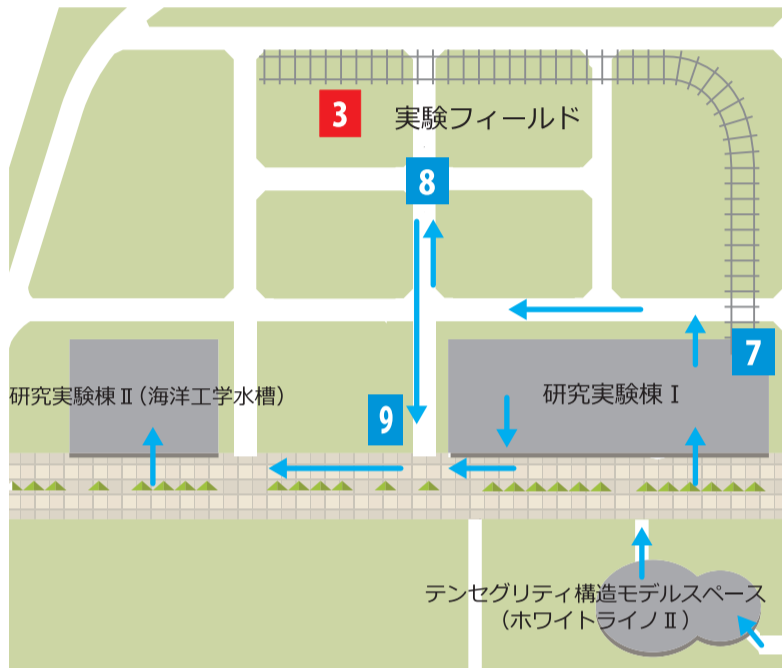 3
実験フィールド
8
7
研究実験棟Ⅱ(海洋工学水槽)
研究実験棟Ⅰ
9
テンセグリティ構造モデルスペース
(ホワイトライノⅡ)